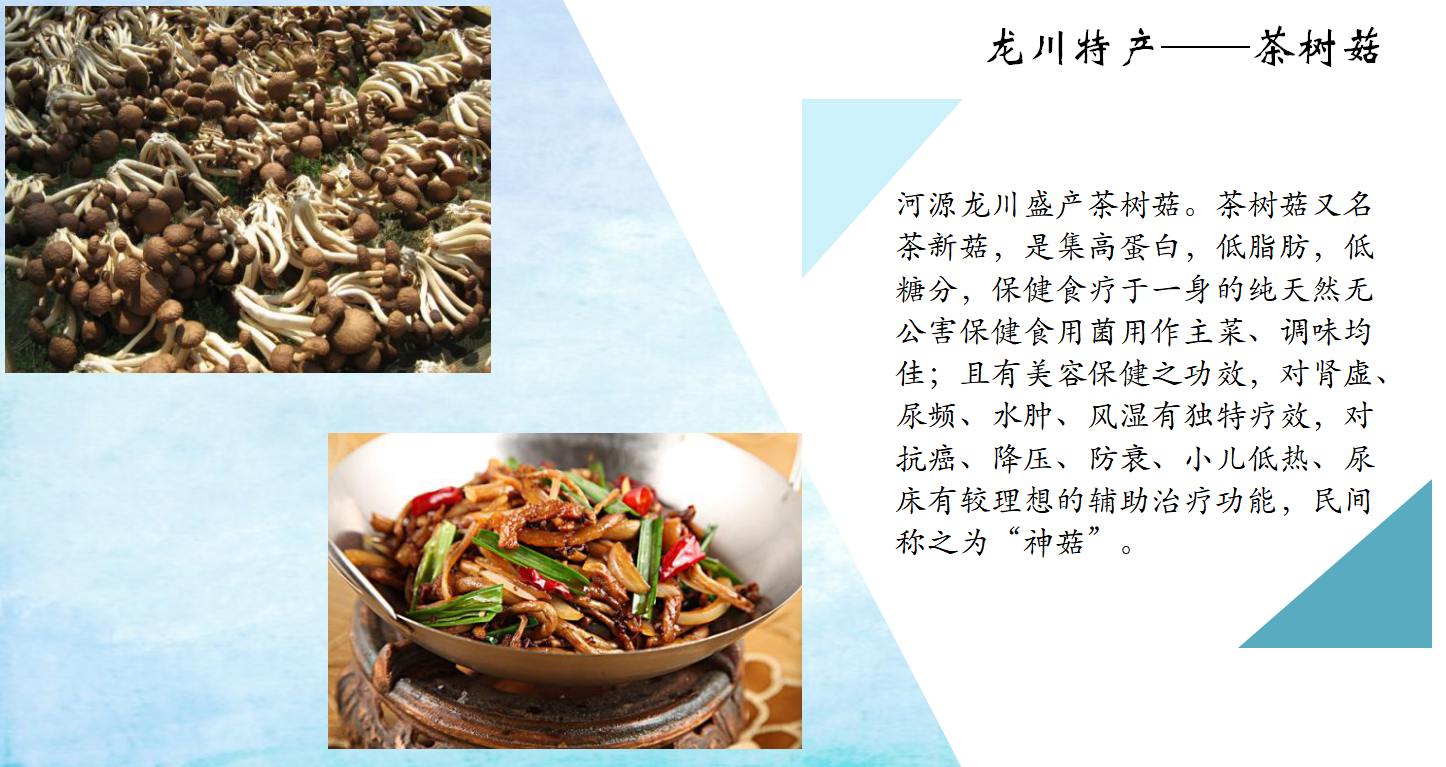 龙川特产——茶树菇
河源龙川盛产茶树菇。茶树菇又名
茶新菇，是集高蛋白，低脂肪，低
糖分，保健食疗于一身的纯天然无
公害保健食用菌用作主菜、调味均
佳；且有美容保健之功效，对肾虚、
尿频、水肿、风湿有独特疗效，对
抗癌、降压、防衰、小儿低热、尿
床有较理想的辅助治疗功能，民间
称之为“神菇”。